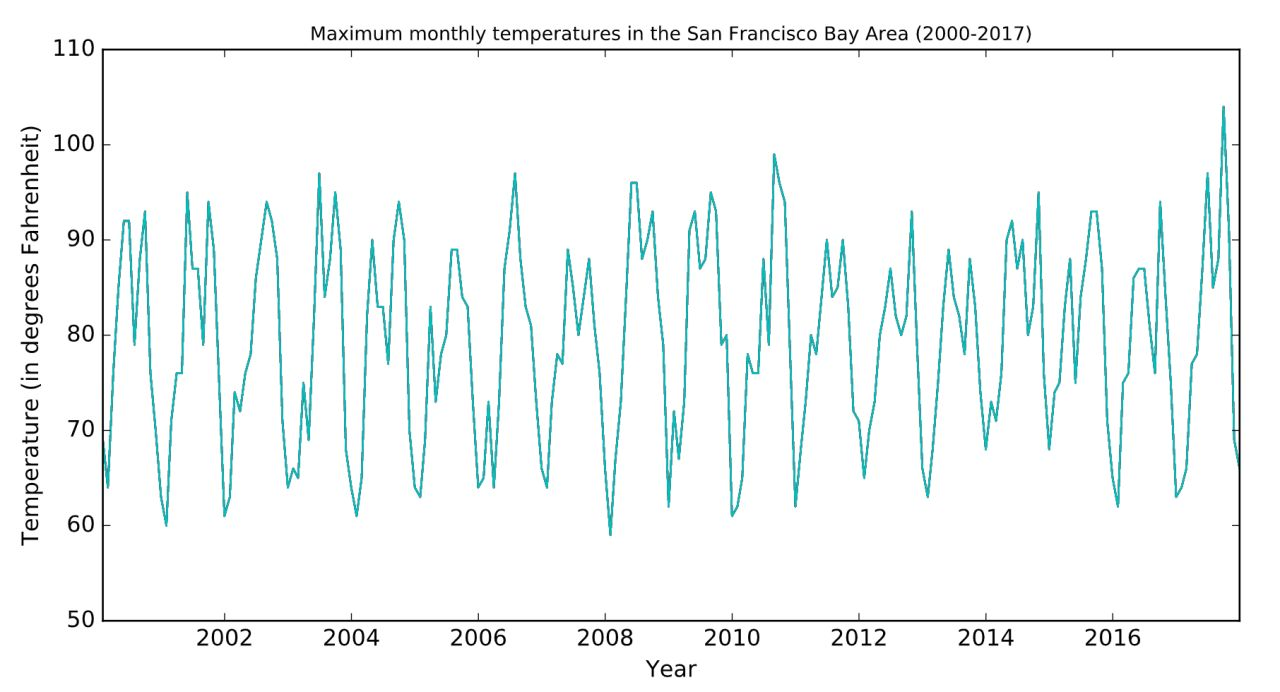 Maximum monthly temperatures in the San Francisco Bay Area (2000-2017)
110
100
90
80
70
60
50
Temperature (in degrees Fahrenheit)
2002 2004 2006 2008 2010 2012 2014 2016
Year